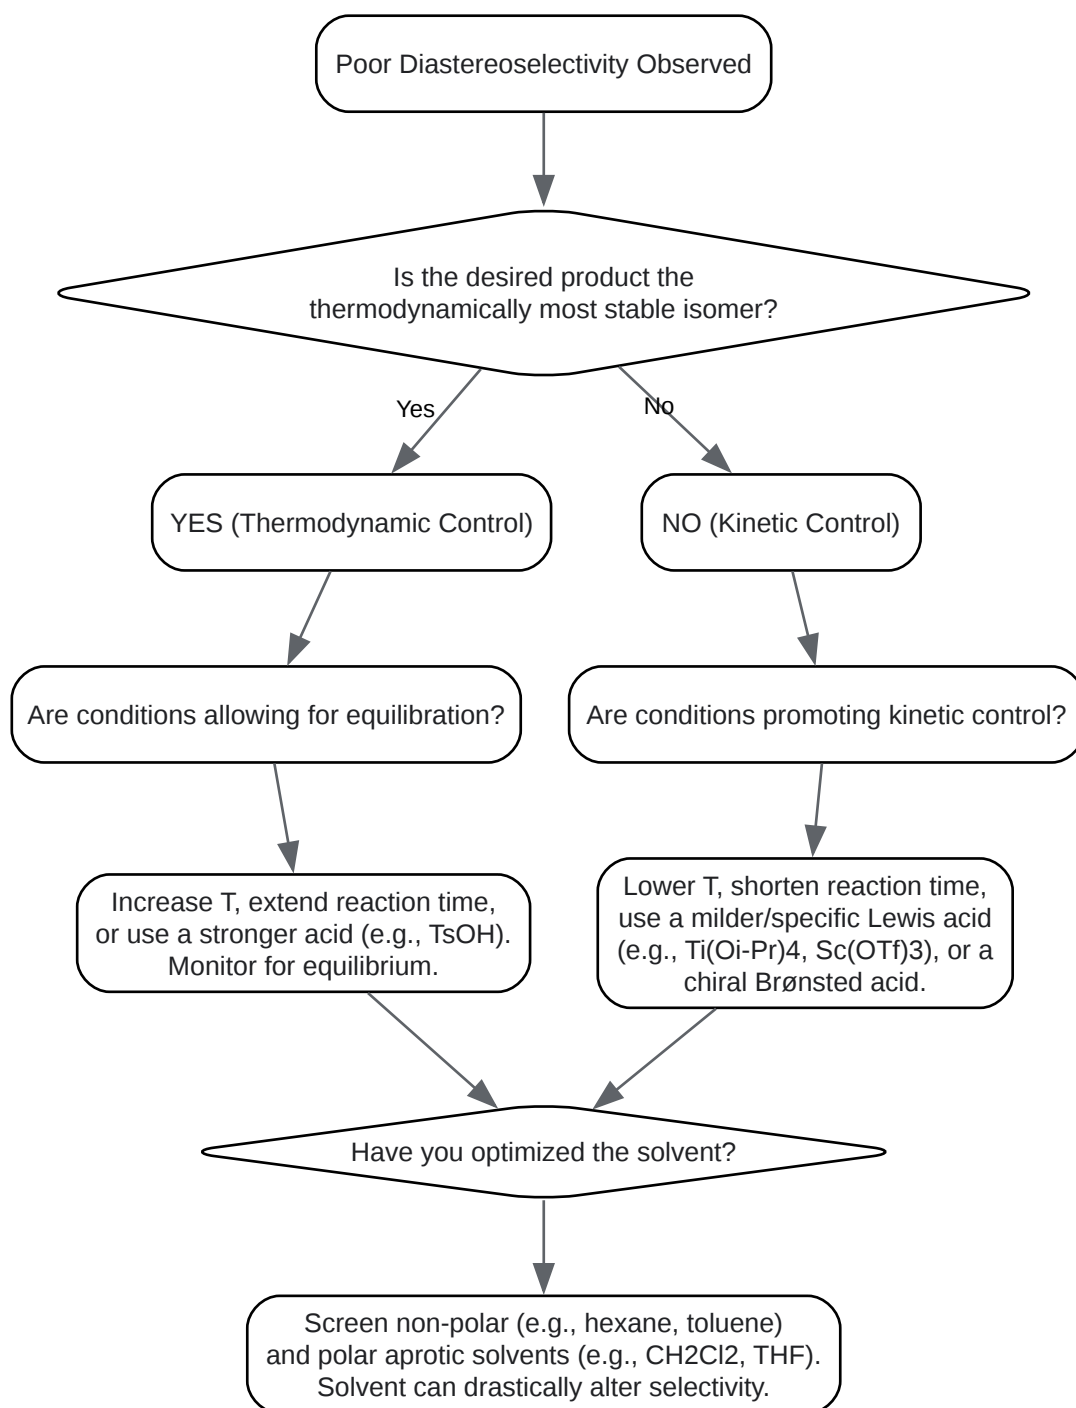 Poor Diastereoselectivity Observed
Is the desired product the
thermodynamically most stable isomer?
Yes
No
YES (Thermodynamic Control)
NO (Kinetic Control)
Are conditions allowing for equilibration?
Are conditions promoting kinetic control?
Increase T, extend reaction time,
or use a stronger acid (e.g., TsOH).
Monitor for equilibrium.
Lower T, shorten reaction time,
use a milder/specific Lewis acid
(e.g., Ti(Oi-Pr)4, Sc(OTf)3), or a
chiral Brønsted acid.
Have you optimized the solvent?
Screen non-polar (e.g., hexane, toluene)
and polar aprotic solvents (e.g., CH2Cl2, THF).
Solvent can drastically alter selectivity.